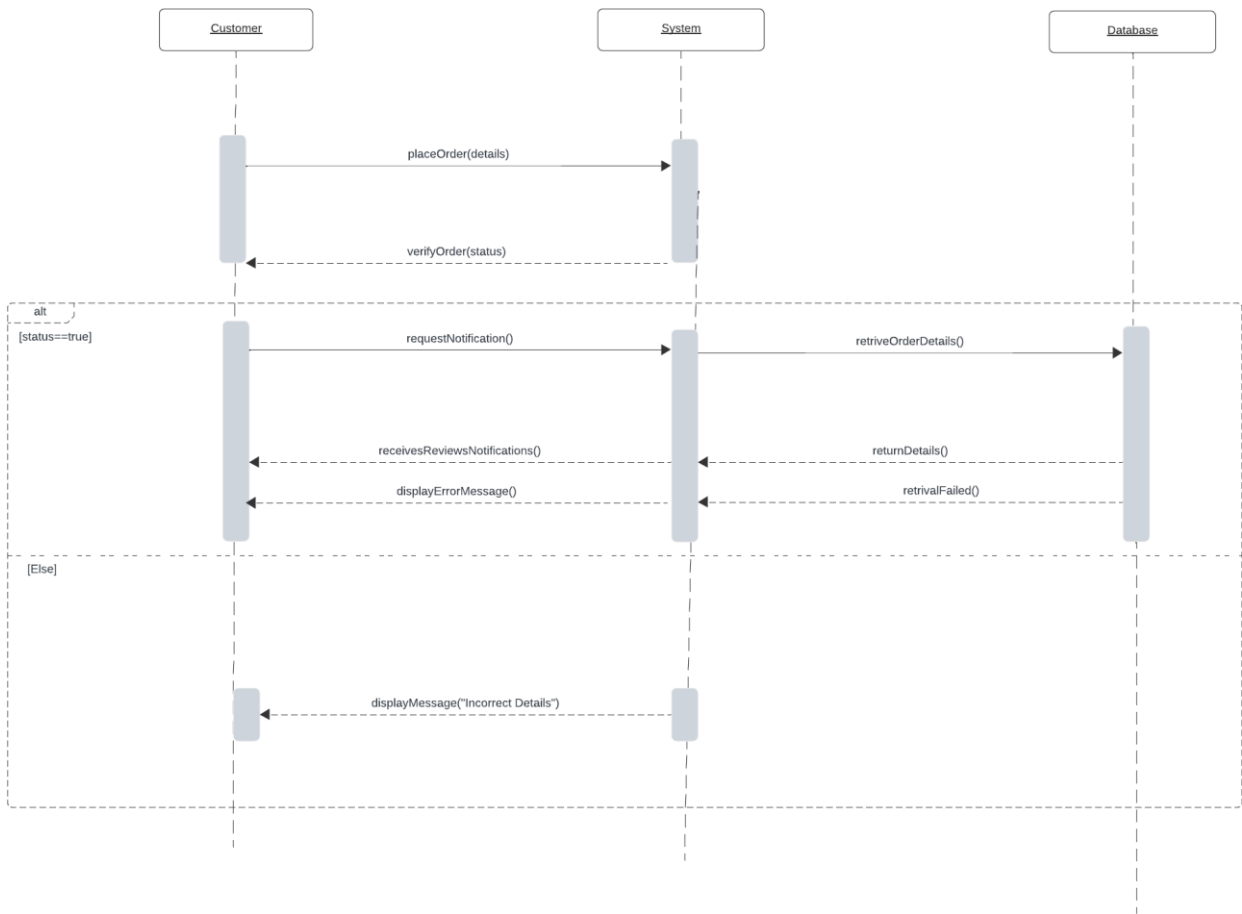 Customer
System
Database
placeOrder(details)
verifyOrder(status)
alt
[status==true]
requestNotification()
retriveOrderDetails()
receivesReviewsNotifications()
returnDetails()
displayErrorMessage()
retrivalFailed()
[Else]
displayMessage("Incorrect Details")